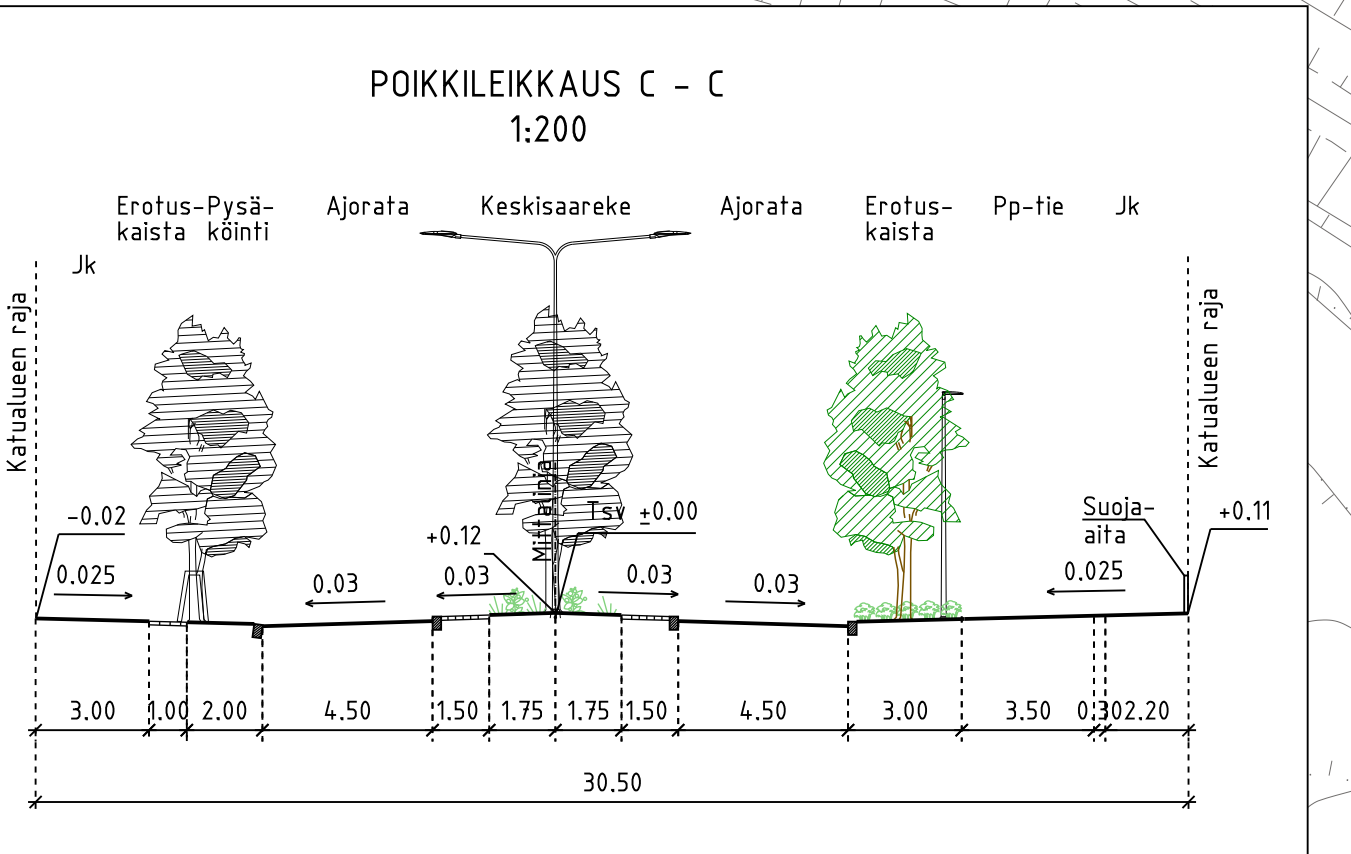 POIKKILEIKKAUS C - C
1:200
Erotus- Pysä- Ajorata Keskisaareke Ajorata Erotus- Pp-tie Jk
kaista köinti kaista
Jk
Katualueen raja
Katualueen raja
Mittalinja
-0.02
+0.12
Tsv ±0.00
Suoja-
aita
+0.11
0.025 0.03 0.03 0.03 0.03 0.025
3.00 1.00 2.00 4.50 1.50 1.75 1.75 1.50 4.50 3.00 3.50 0.30 2.20
30.50